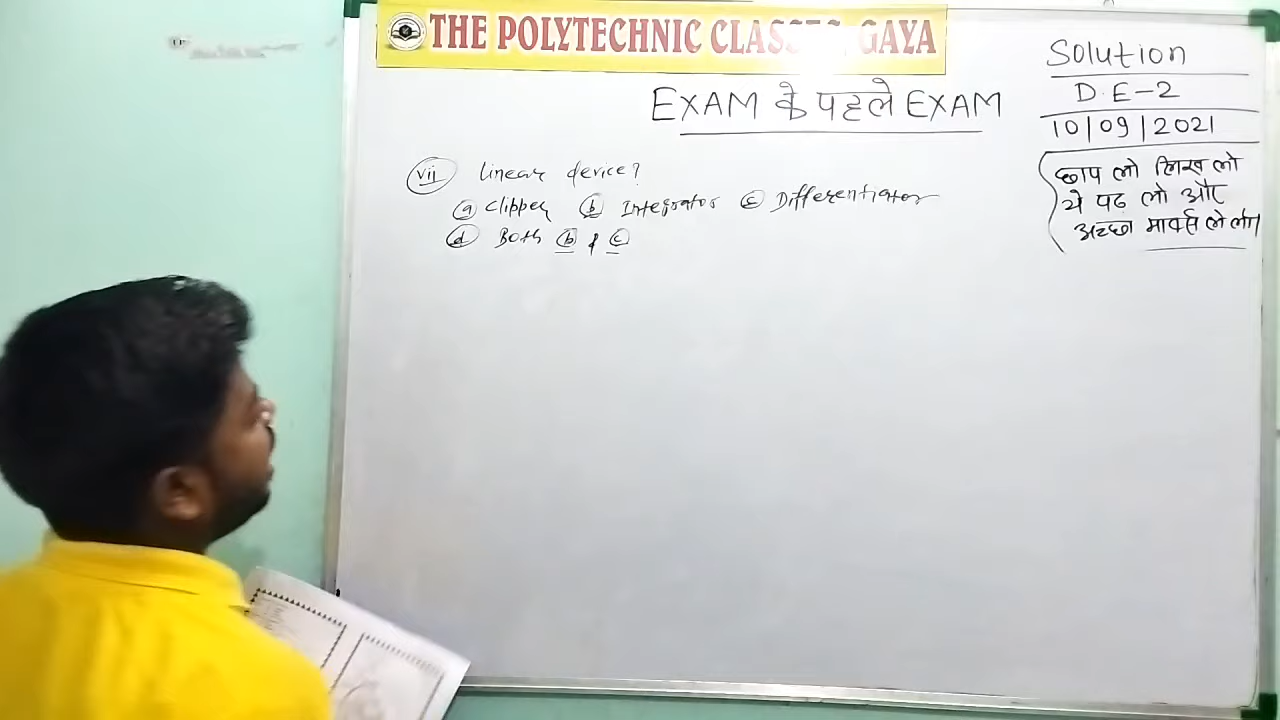 THE POLYTECHNIC CLASSES, GAYA
EXAM के पहले EXAM
Solution
D.E-2
10/09/2021
छाप लो लिख लो
ये पढ़ लो और
अच्छा मार्क्स ले लो
(vii) Linear device?
(a) Clipper (b) Integrator (c) Differentiator
(d) Both (b) & (c)